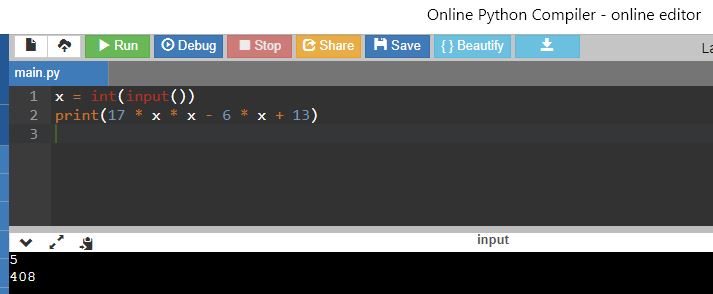 Online Python Compiler - online editor
Run Debug Stop Share Save { } Beautify La
main.py
1 x = int(input())
2 print(17 * x * x - 6 * x + 13)
3
input
5
408